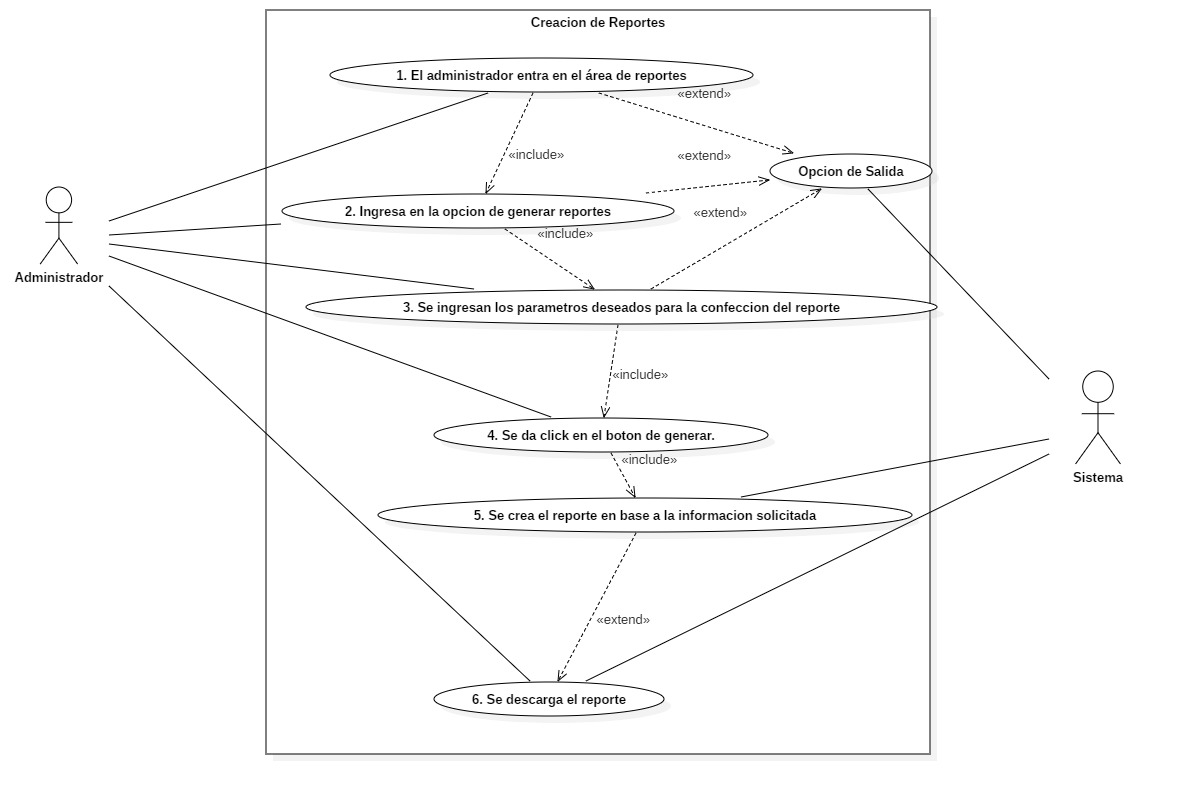 Creacion de Reportes
1. El administrador entra en el área de reportes
«extend»
«include»
«extend»
Opcion de Salida
2. Ingresa en la opcion de generar reportes
«extend»
«include»
Administrador
3. Se ingresan los parametros deseados para la confeccion del reporte
«include»
4. Se da click en el boton de generar.
«include»
Sistema
5. Se crea el reporte en base a la informacion solicitada
«extend»
6. Se descarga el reporte